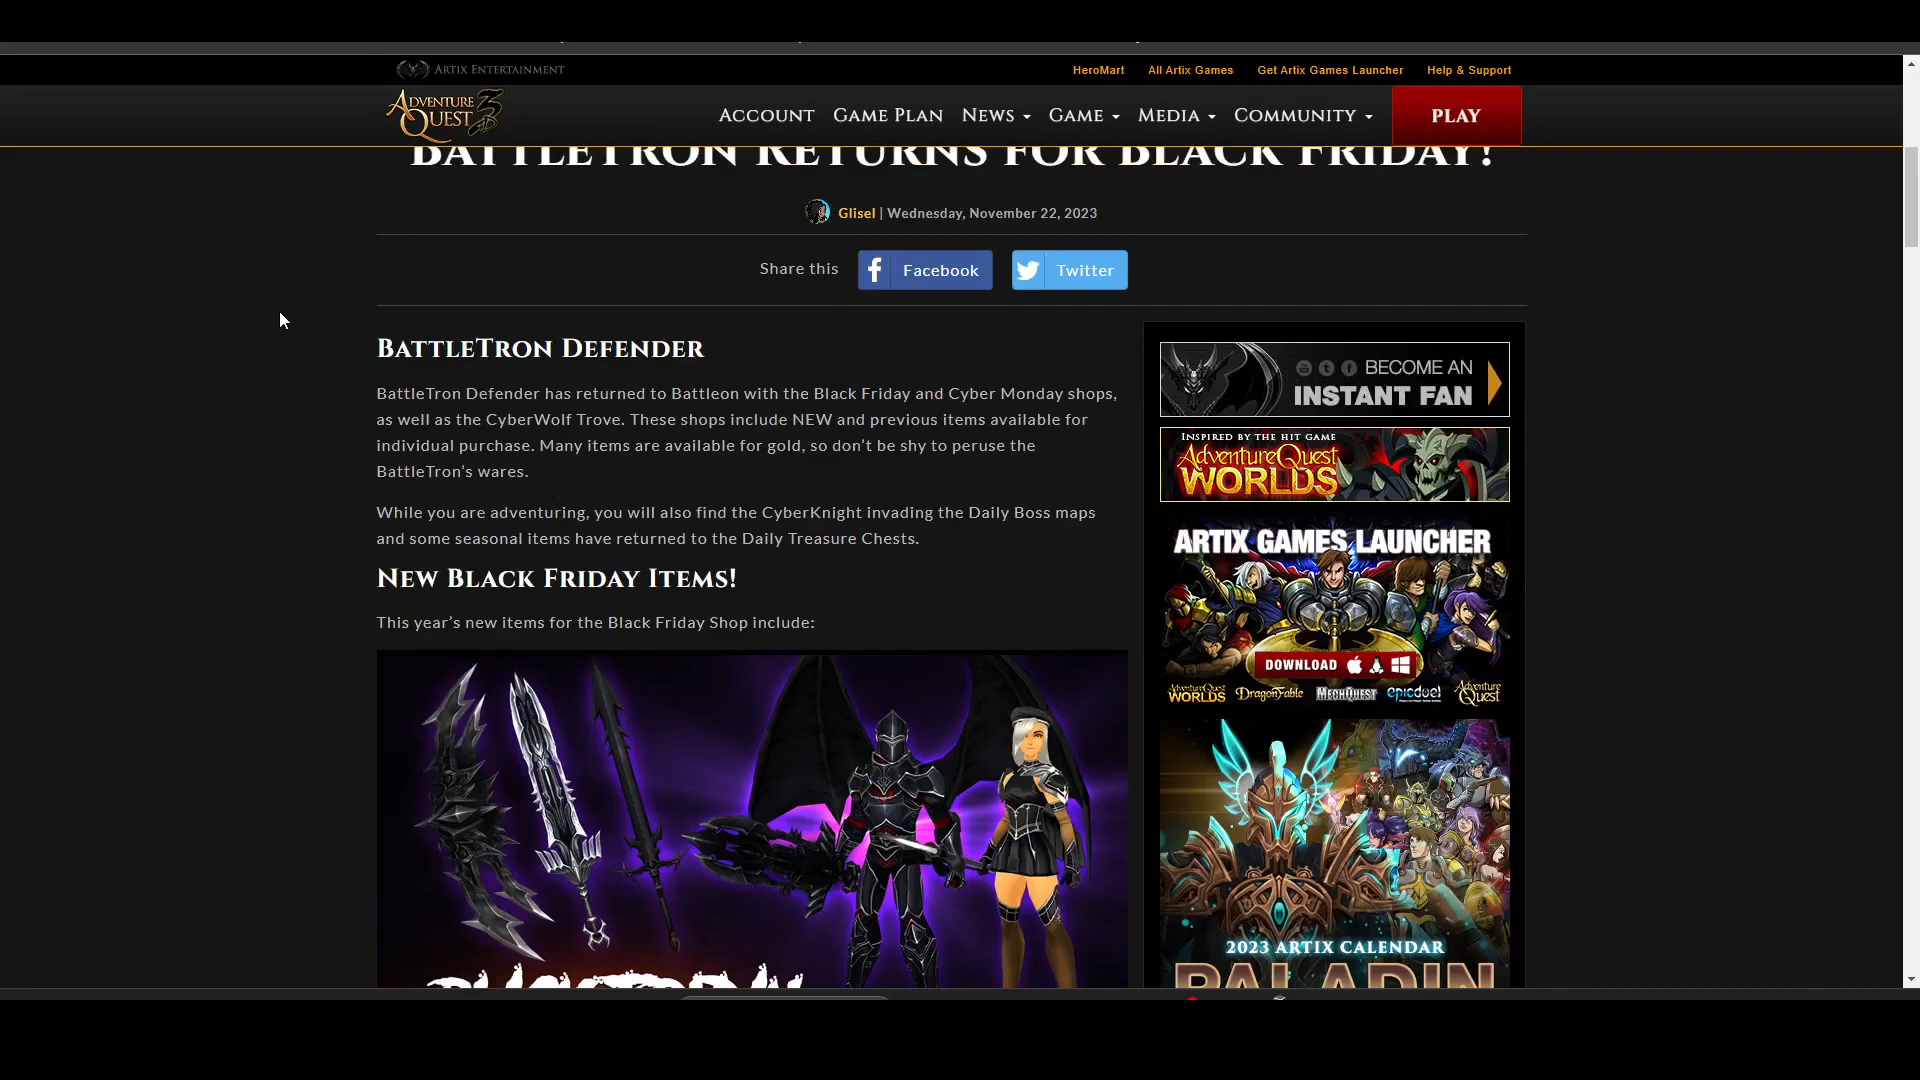 ARTIX ENTERTAINMENT
HeroMart All Artix Games Get Artix Games Launcher Help & Support
ADVENTURE QUEST 3D
ACCOUNT GAME PLAN NEWS GAME MEDIA COMMUNITY PLAY
BATTLETRON RETURNS FOR BLACK FRIDAY!
Glisel | Wednesday, November 22, 2023
Share this Facebook Twitter
BATTLETRON DEFENDER
BattleTron Defender has returned to Battleon with the Black Friday and Cyber Monday shops,
as well as the CyberWolf Trove. These shops include NEW and previous items available for
individual purchase. Many items are available for gold, so don't be shy to peruse the
BattleTron's wares.
While you are adventuring, you will also find the CyberKnight invading the Daily Boss maps
and some seasonal items have returned to the Daily Treasure Chests.
NEW BLACK FRIDAY ITEMS!
This year's new items for the Black Friday Shop include:
BECOME AN
INSTANT FAN
INSPIRED BY THE HIT GAME
AdventureQuest
WORLDS
ARTIX GAMES LAUNCHER
DOWNLOAD
AdventureQuest WORLDS DragonFable MECHQUEST epicduel Adventure Quest
2023 ARTIX CALENDAR
PALADIN